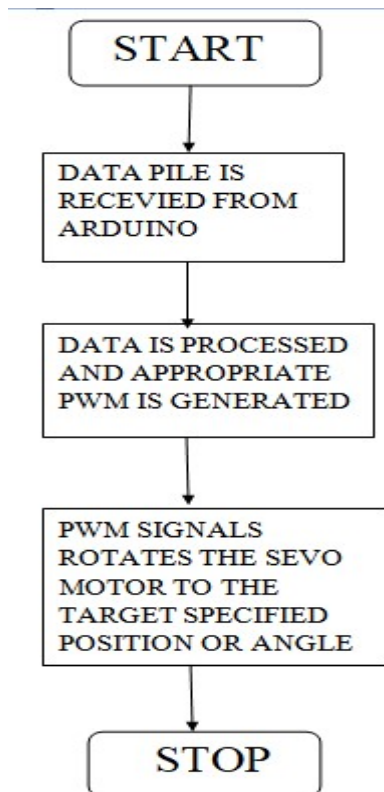 START
DATA PILE IS
RECEVIED FROM
ARDUINO
DATA IS PROCESSED
AND APPROPRIATE
PWM IS GENERATED
PWM SIGNALS
ROTATES THE SEVO
MOTOR TO THE
TARGET SPECIFIED
POSITION OR ANGLE
STOP